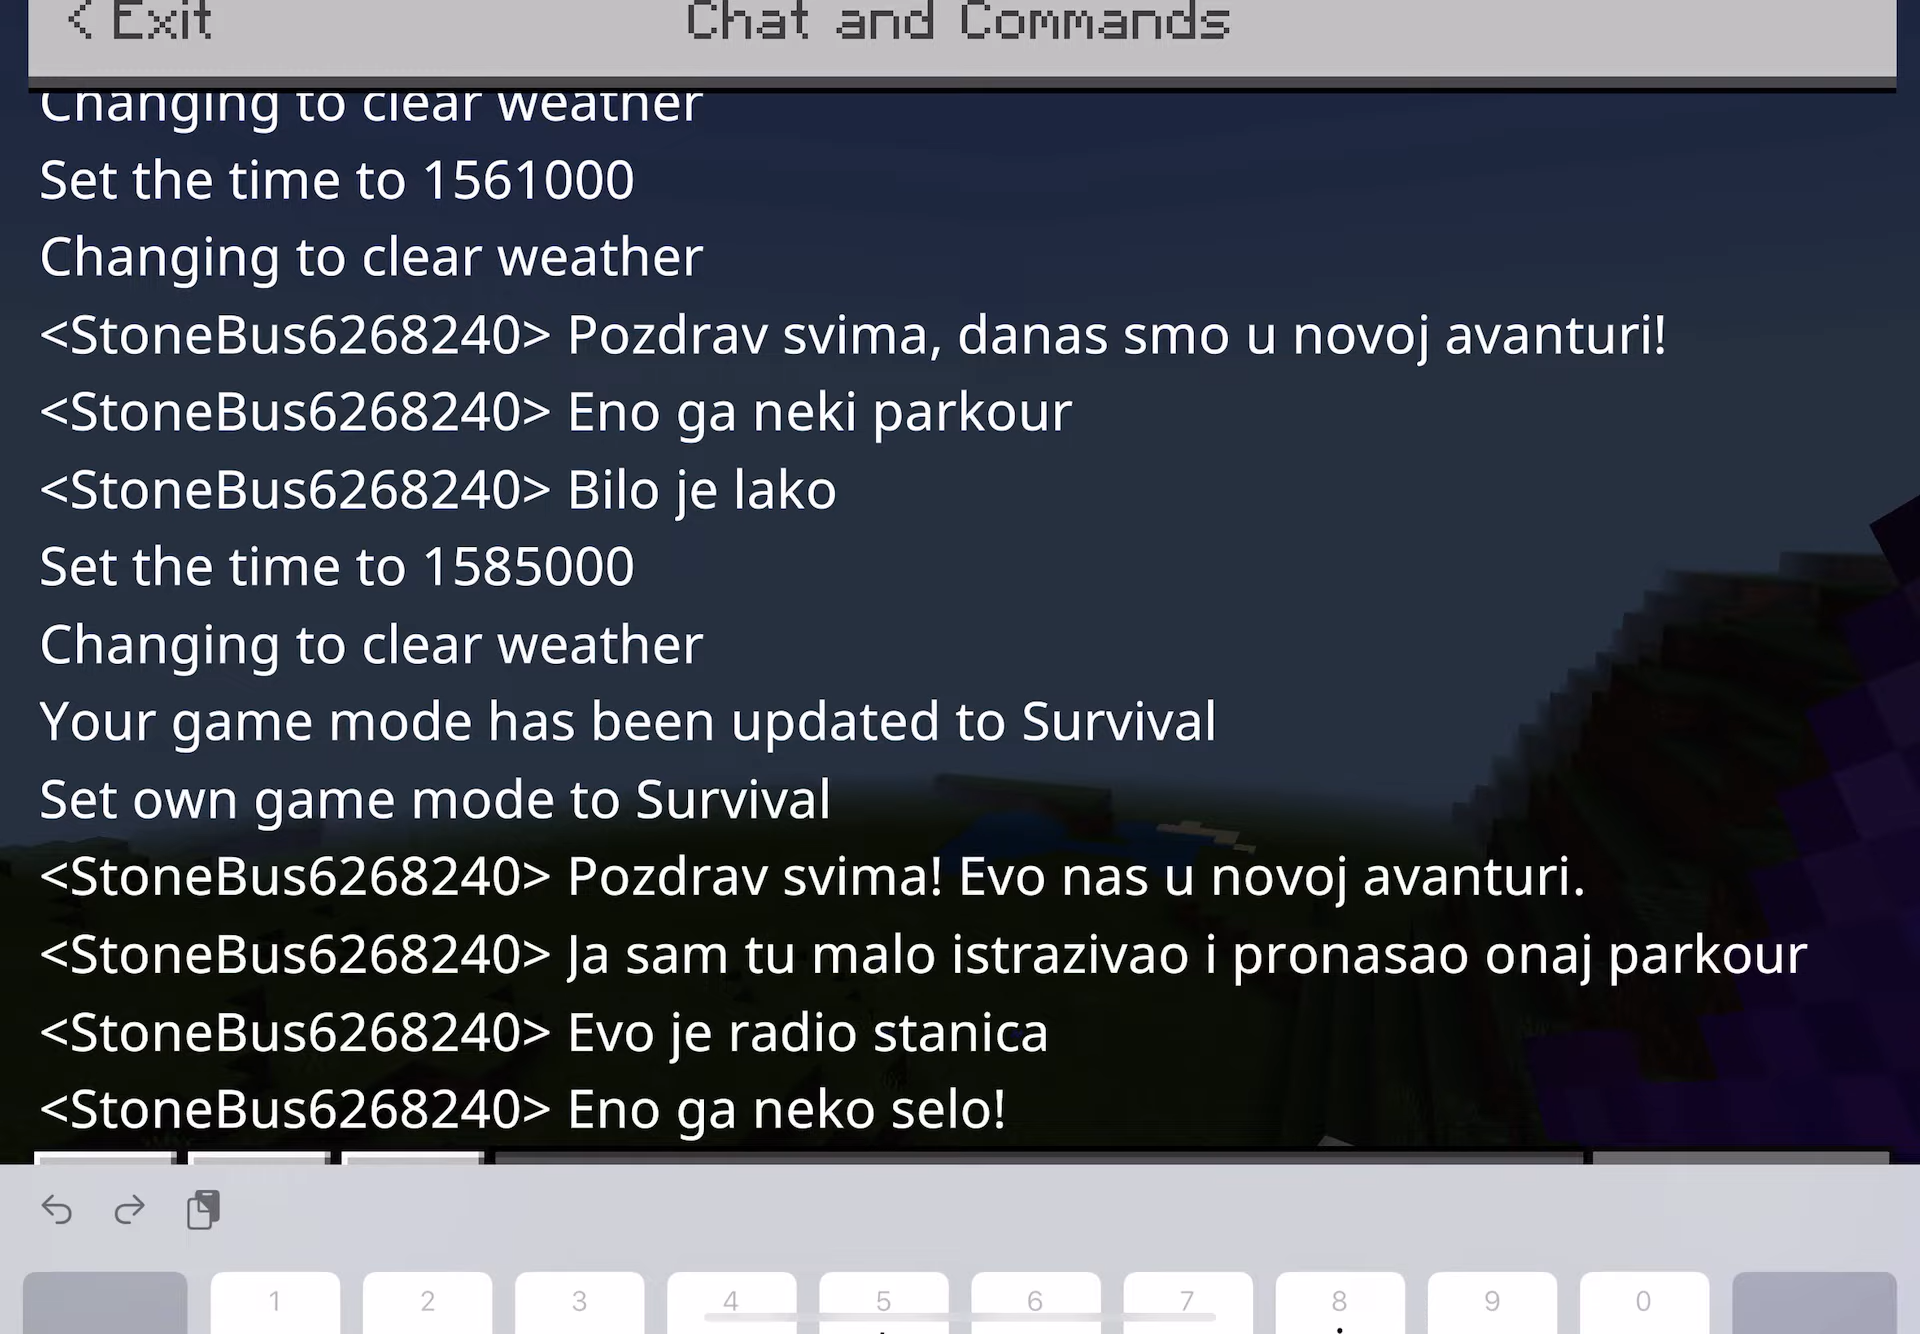 < Exit
Chat and Commands
Changing to clear weather
Set the time to 1561000
Changing to clear weather
<StoneBus6268240> Pozdrav svima, danas smo u novoj avanturi!
<StoneBus6268240> Eno ga neki parkour
<StoneBus6268240> Bilo je lako
Set the time to 1585000
Changing to clear weather
Your game mode has been updated to Survival
Set own game mode to Survival
<StoneBus6268240> Pozdrav svima! Evo nas u novoj avanturi.
<StoneBus6268240> Ja sam tu malo istrazivao i pronasao onaj parkour
<StoneBus6268240> Evo je radio stanica
<StoneBus6268240> Eno ga neko selo!
1 2 3 4 5 6 7 8 9 0